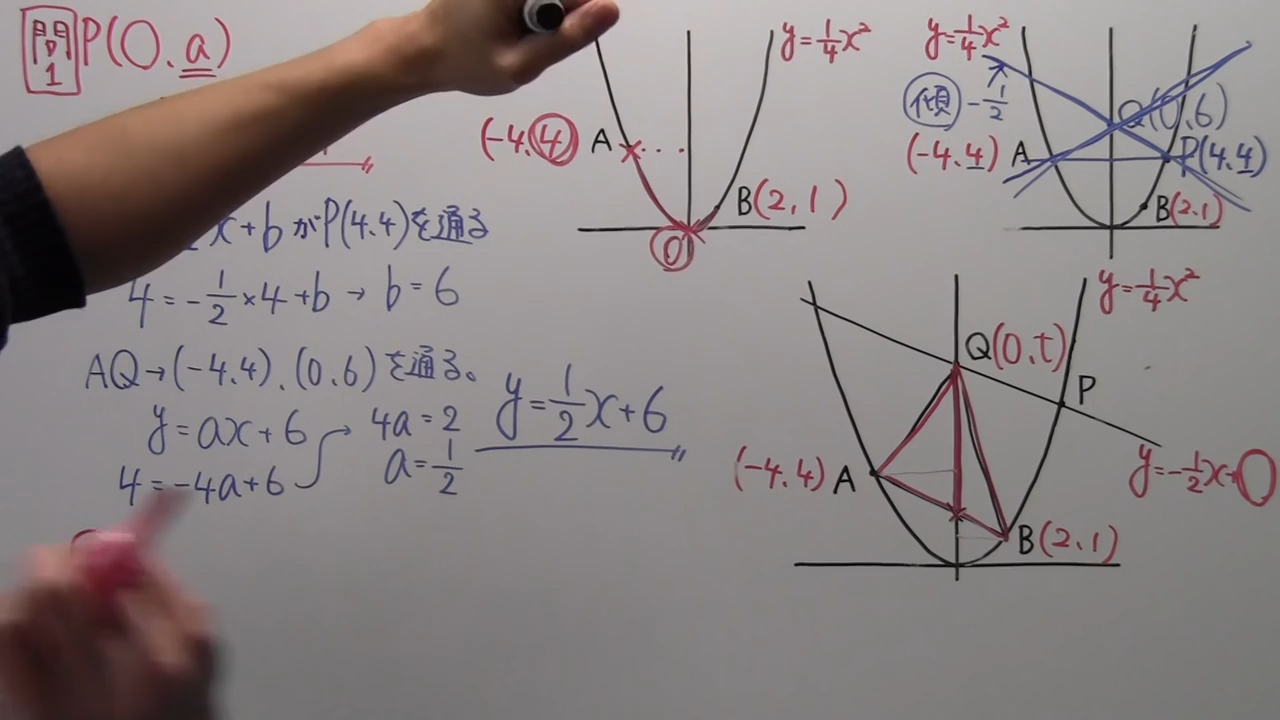 問1 P(0.a)
x+bがP(4.4)を通る
4=-1/2×4+b→b=6
AQ→(-4.4).(0.6)を通る。
y=ax+6
4=-4a+6
4a=2
a=1/2
y=1/2x+6
y=1/4x²
(-4.4) A
B(2,1)
O
y=1/4x²
傾 -1/2
Q(0,6)
(-4.4) A
P(4.4)
B(2.1)
y=1/4x²
Q(0,t)
P
(-4.4) A
y=-1/2x+
B(2.1)